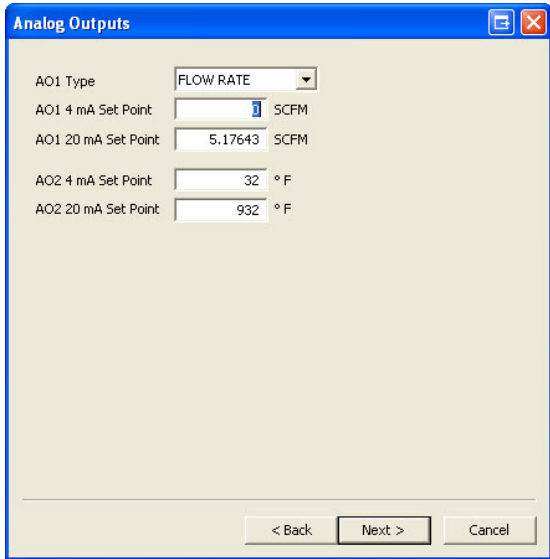 Analog Outputs
AO1 Type FLOW RATE
AO1 4 mA Set Point 0 SCFM
AO1 20 mA Set Point 5.17643 SCFM
AO2 4 mA Set Point 32 ° F
AO2 20 mA Set Point 932 ° F
< Back Next > Cancel